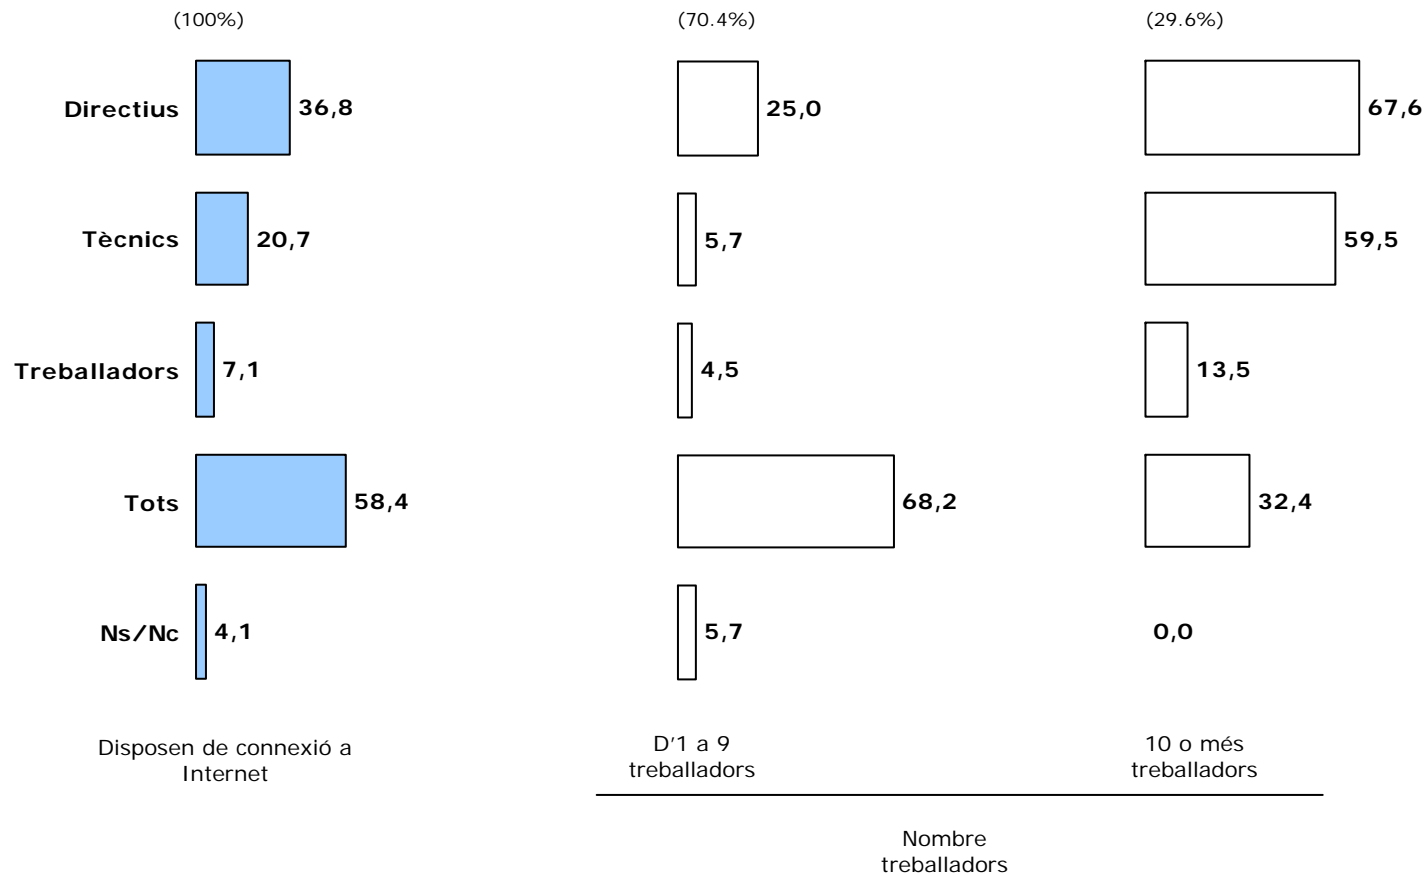 (100%) (70.4%) (29.6%)
Directius 36,8 25,0 67,6
Tècnics 20,7 5,7 59,5
Treballadors 7,1 4,5 13,5
Tots 58,4 68,2 32,4
Ns/Nc 4,1 5,7 0,0
Disposen de connexió a
Internet
D'1 a 9
treballadors
10 o més
treballadors
Nombre
treballadors